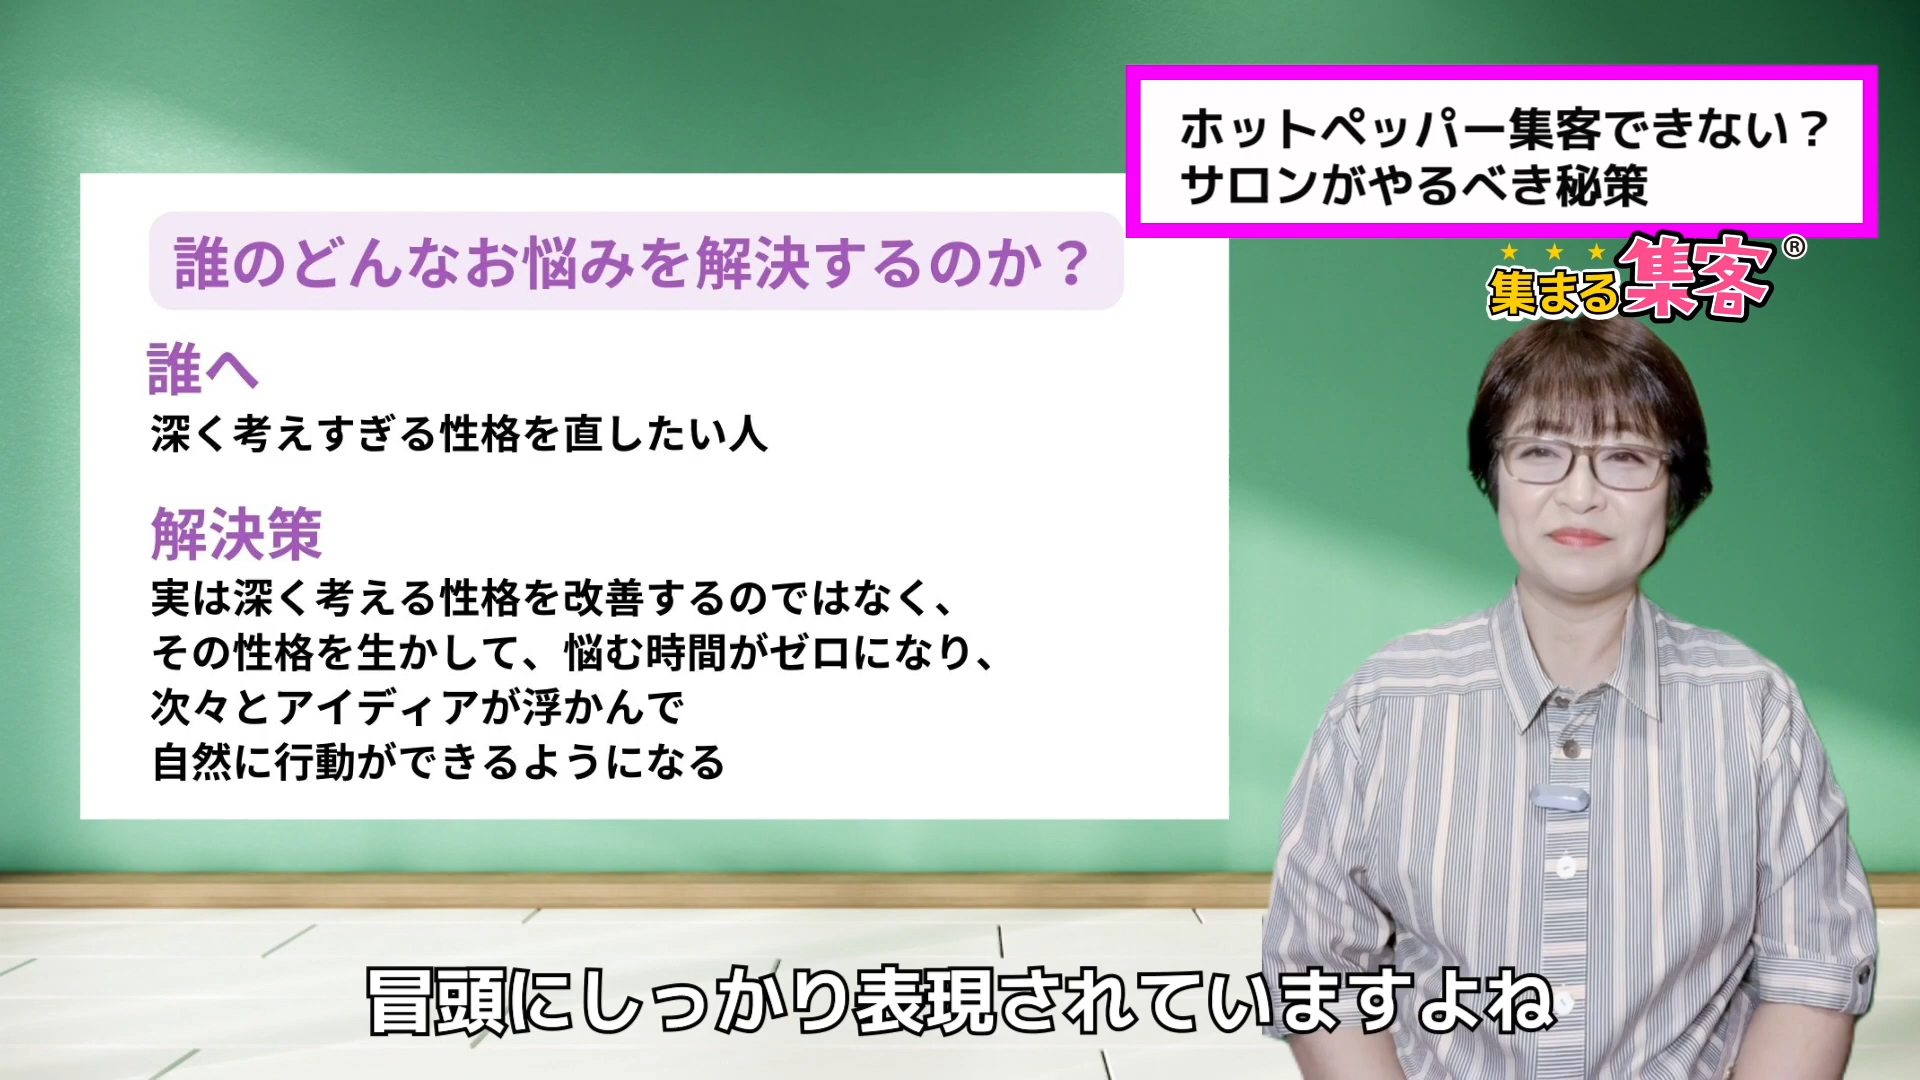 ホットペッパー集客できない？
サロンがやるべき秘策
集まる集客®
誰のどんなお悩みを解決するのか？
誰へ
深く考えすぎる性格を直したい人
解決策
実は深く考える性格を改善するのではなく、
その性格を生かして、悩む時間がゼロになり、
次々とアイディアが浮かんで
自然に行動ができるようになる
冒頭にしっかり表現されていますよね